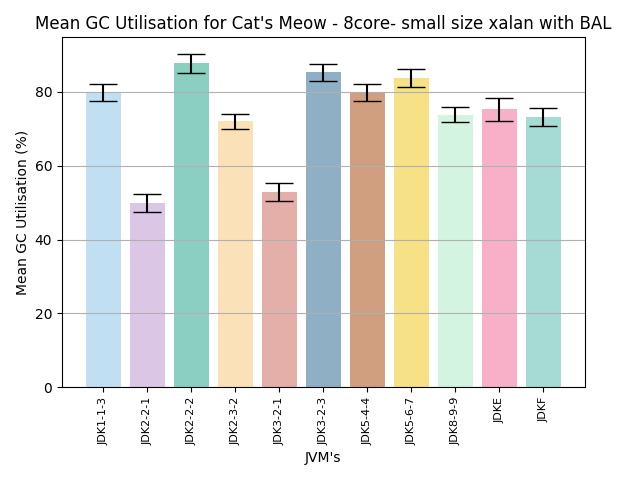 Mean GC Utilisation for Cat's Meow - 8core- small size xalan with BAL
Mean GC Utilisation (%)
80
60
40
20
0
JDK1-1-3
JDK2-2-1
JDK2-2-2
JDK2-3-2
JDK3-2-1
JDK3-2-3
JDK5-4-4
JDK5-6-7
JDK8-9-9
JDKE
JDKF
JVM's